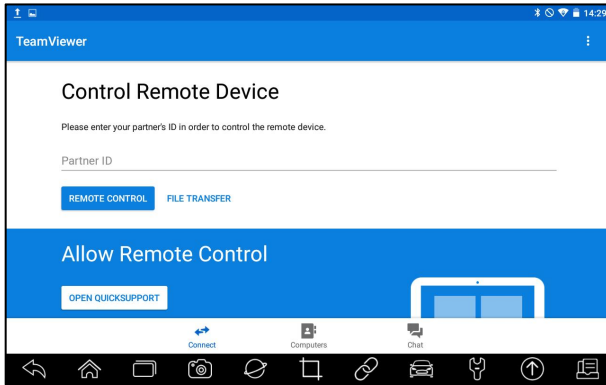 14:29
TeamViewer
Control Remote Device
Please enter your partner's ID in order to control the remote device.
Partner ID
REMOTE CONTROL FILE TRANSFER
Allow Remote Control
OPEN QUICKSUPPORT
Connect Computers Chat